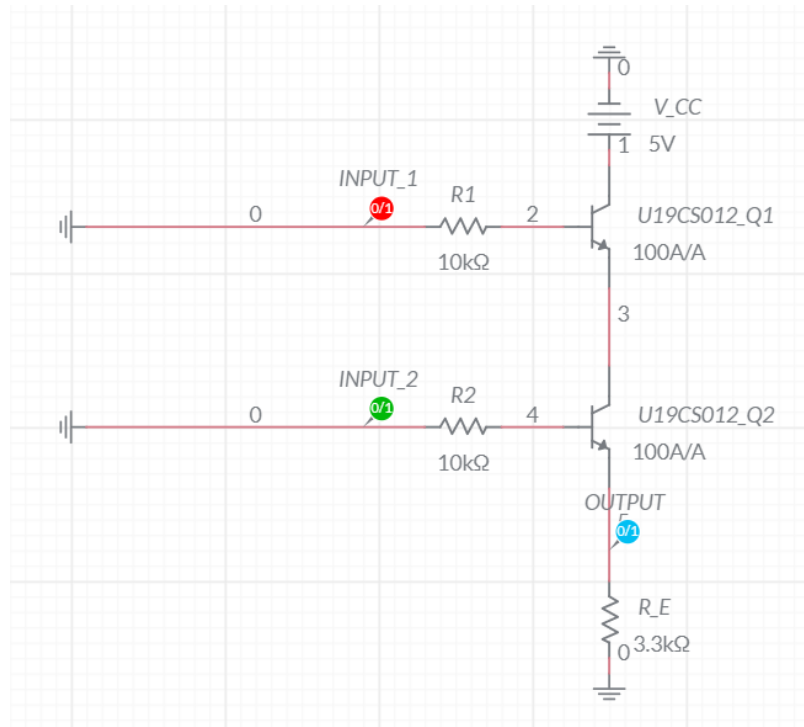 0
V_CC
1 5V
INPUT_1
0/1
R1
0
2
U19CS012_Q1
10kΩ
100A/A
3
INPUT_2
0/1
R2
0
4
U19CS012_Q2
10kΩ
100A/A
OUTPUT
0/1
R_E
3.3kΩ
0